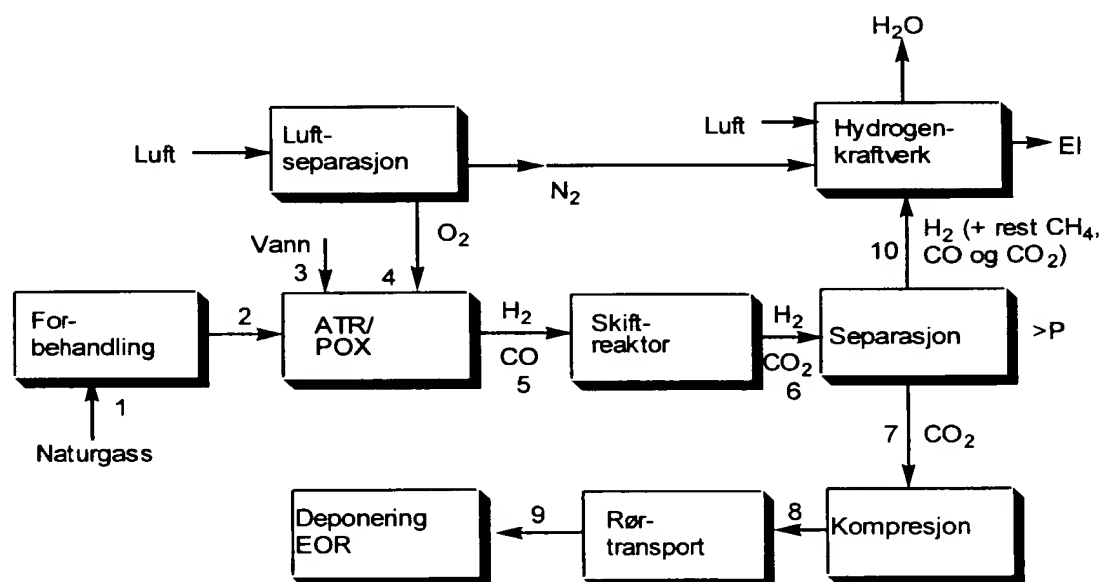 H₂O
Luft
Luft-
separasjon
Luft
Hydrogen-
kraftverk
El
N₂
O₂
Vann
3
4
10
H₂ (+ rest CH₄,
CO og CO₂)
For-
behandling
2
ATR/
POX
H₂
CO
5
Skift-
reaktor
H₂
CO₂
6
Separasjon
>P
1
Naturgass
7
CO₂
Deponering
EOR
9
Rør-
transport
8
Kompresjon